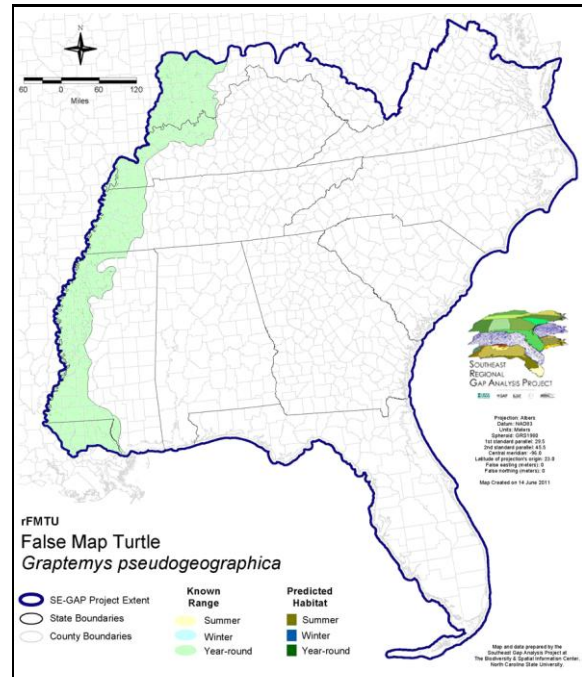 N
60 30 0 60 120
Miles
SOUTHEAST
REGIONAL
GAP ANALYSIS PROJECT
Projection: Albers
Datum: NAD83
Units: Meters
Spheroid: GRS1980
1st standard parallel: 29.5
2nd standard parallel: 45.5
Central meridian: -96.0
Latitude of projection's origin: 23.0
False easting (meters): 0
False northing (meters): 0
Map Created on 14 June 2011
rFMTU
False Map Turtle
Graptemys pseudogeographica
SE-GAP Project Extent
State Boundaries
County Boundaries
Known
Range
Summer
Winter
Year-round
Predicted
Habitat
Summer
Winter
Year-round
Map and data prepared by the
Southeast Gap Analysis Project at
The Biodiversity & Spatial Information Center,
North Carolina State University.